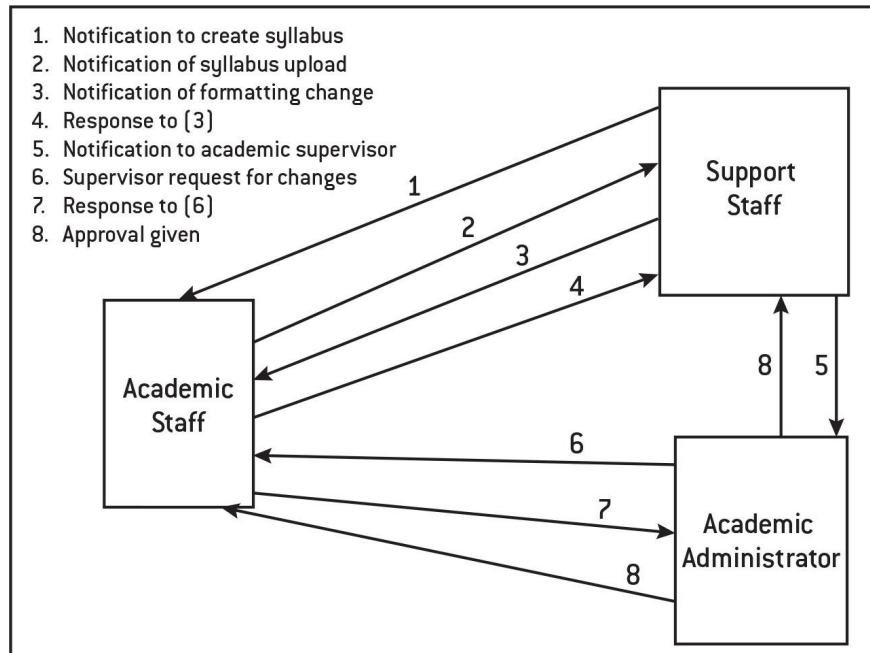 1. Notification to create syllabus
2. Notification of syllabus upload
3. Notification of formatting change
4. Response to (3)
5. Notification to academic supervisor
6. Supervisor request for changes
7. Response to (6)
8. Approval given
Support
Staff
1
2
3
4
Academic
Staff
8
5
6
7
8
Academic
Administrator